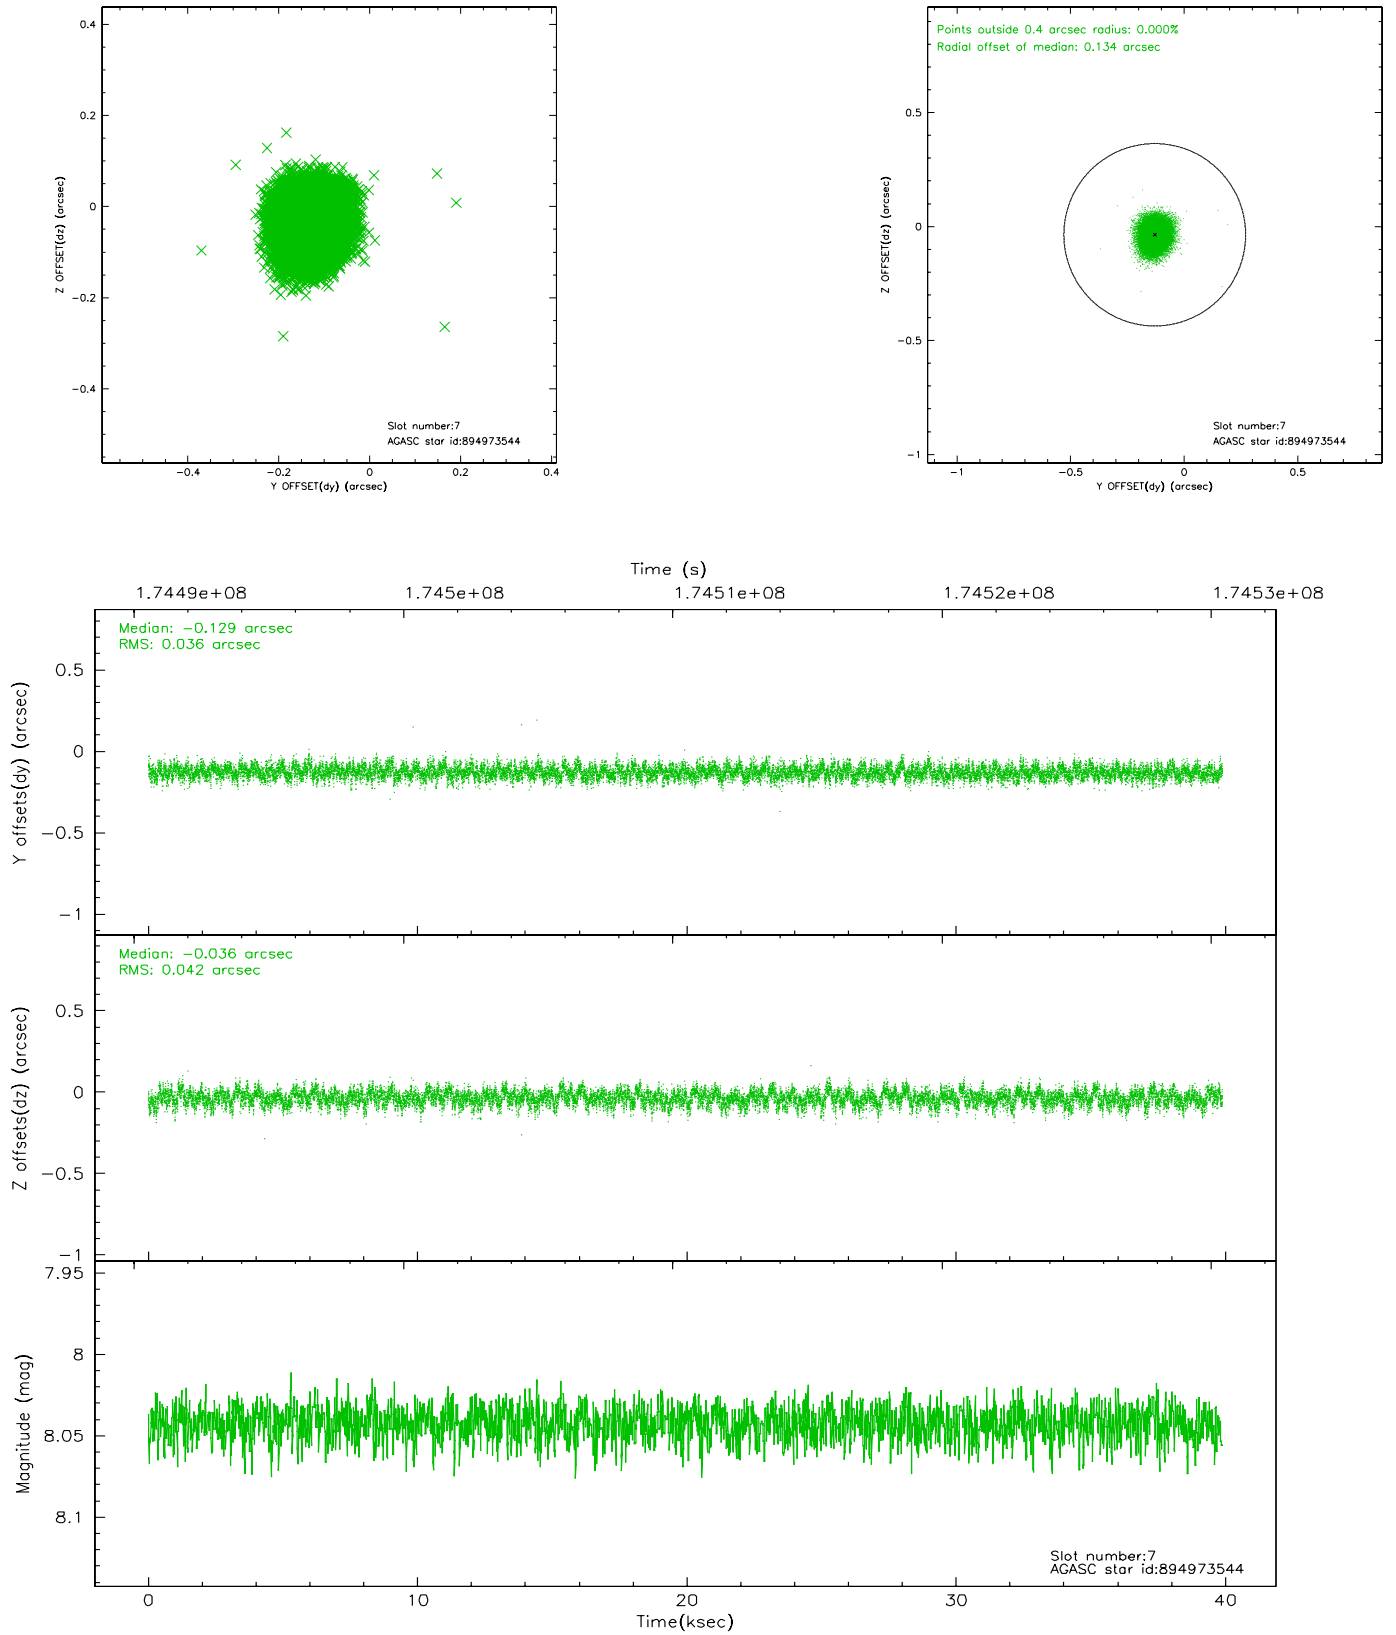 0.4
0.2
0
−0.2
−0.4
Z OFFSET(dz) (arcsec)
Slot number:7
AGASC star id:894973544
−0.4 −0.2 0 0.2 0.4
Y OFFSET(dy) (arcsec)
Points outside 0.4 arcsec radius: 0.000%
Radial offset of median: 0.134 arcsec
0.5
0
−0.5
−1
Z OFFSET(dz) (arcsec)
Slot number:7
AGASC star id:894973544
−1 −0.5 0 0.5
Y OFFSET(dy) (arcsec)
Time (s)
1.7449e+08 1.745e+08 1.7451e+08 1.7452e+08 1.7453e+08
Median: −0.129 arcsec
RMS: 0.036 arcsec
0.5
0
−0.5
−1
Y offsets(dy) (arcsec)
Median: −0.036 arcsec
RMS: 0.042 arcsec
0.5
0
−0.5
−1
Z offsets(dz) (arcsec)
7.95
8
8.05
8.1
Magnitude (mag)
Slot number:7
AGASC star id:894973544
0 10 20 30 40
Time(ksec)